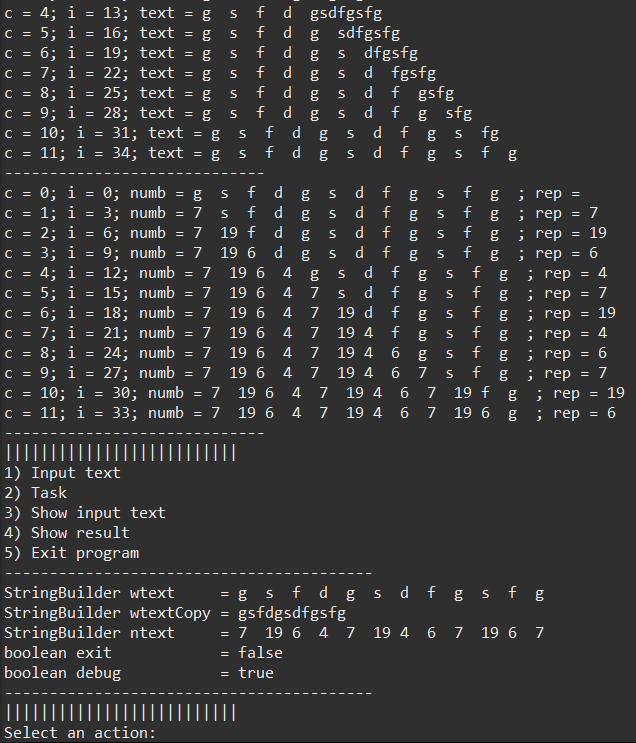 c = 4; i = 13; text = g  s  f  d  gsdfgsfg
c = 5; i = 16; text = g  s  f  d  g  sdfgsfg
c = 6; i = 19; text = g  s  f  d  g  s  dfgsfg
c = 7; i = 22; text = g  s  f  d  g  s  d  fgsfg
c = 8; i = 25; text = g  s  f  d  g  s  d  f  gsfg
c = 9; i = 28; text = g  s  f  d  g  s  d  f  g  sfg
c = 10; i = 31; text = g  s  f  d  g  s  d  f  g  s  fg
c = 11; i = 34; text = g  s  f  d  g  s  d  f  g  s  f  g
-----------------------------
c = 0; i = 0; numb = g  s  f  d  g  s  d  f  g  s  f  g  ; rep =
c = 1; i = 3; numb = 7  s  f  d  g  s  d  f  g  s  f  g  ; rep = 7
c = 2; i = 6; numb = 7  19 f  d  g  s  d  f  g  s  f  g  ; rep = 19
c = 3; i = 9; numb = 7  19 6  d  g  s  d  f  g  s  f  g  ; rep = 6
c = 4; i = 12; numb = 7  19 6  4  g  s  d  f  g  s  f  g  ; rep = 4
c = 5; i = 15; numb = 7  19 6  4  7  s  d  f  g  s  f  g  ; rep = 7
c = 6; i = 18; numb = 7  19 6  4  7  19 d  f  g  s  f  g  ; rep = 19
c = 7; i = 21; numb = 7  19 6  4  7  19 4  f  g  s  f  g  ; rep = 4
c = 8; i = 24; numb = 7  19 6  4  7  19 4  6  g  s  f  g  ; rep = 6
c = 9; i = 27; numb = 7  19 6  4  7  19 4  6  7  s  f  g  ; rep = 7
c = 10; i = 30; numb = 7  19 6  4  7  19 4  6  7  19 f  g  ; rep = 19
c = 11; i = 33; numb = 7  19 6  4  7  19 4  6  7  19 6  g  ; rep = 6
-----------------------------
||||||||||||||||||||||||||
1) Input text
2) Task
3) Show input text
4) Show result
5) Exit program
-----------------------------------------
StringBuilder wtext     = g  s  f  d  g  s  d  f  g  s  f  g
StringBuilder wtextCopy = gsfdgsdfgsfg
StringBuilder ntext     = 7  19 6  4  7  19 4  6  7  19 6  7
boolean exit            = false
boolean debug           = true
-----------------------------------------
||||||||||||||||||||||||||
Select an action: